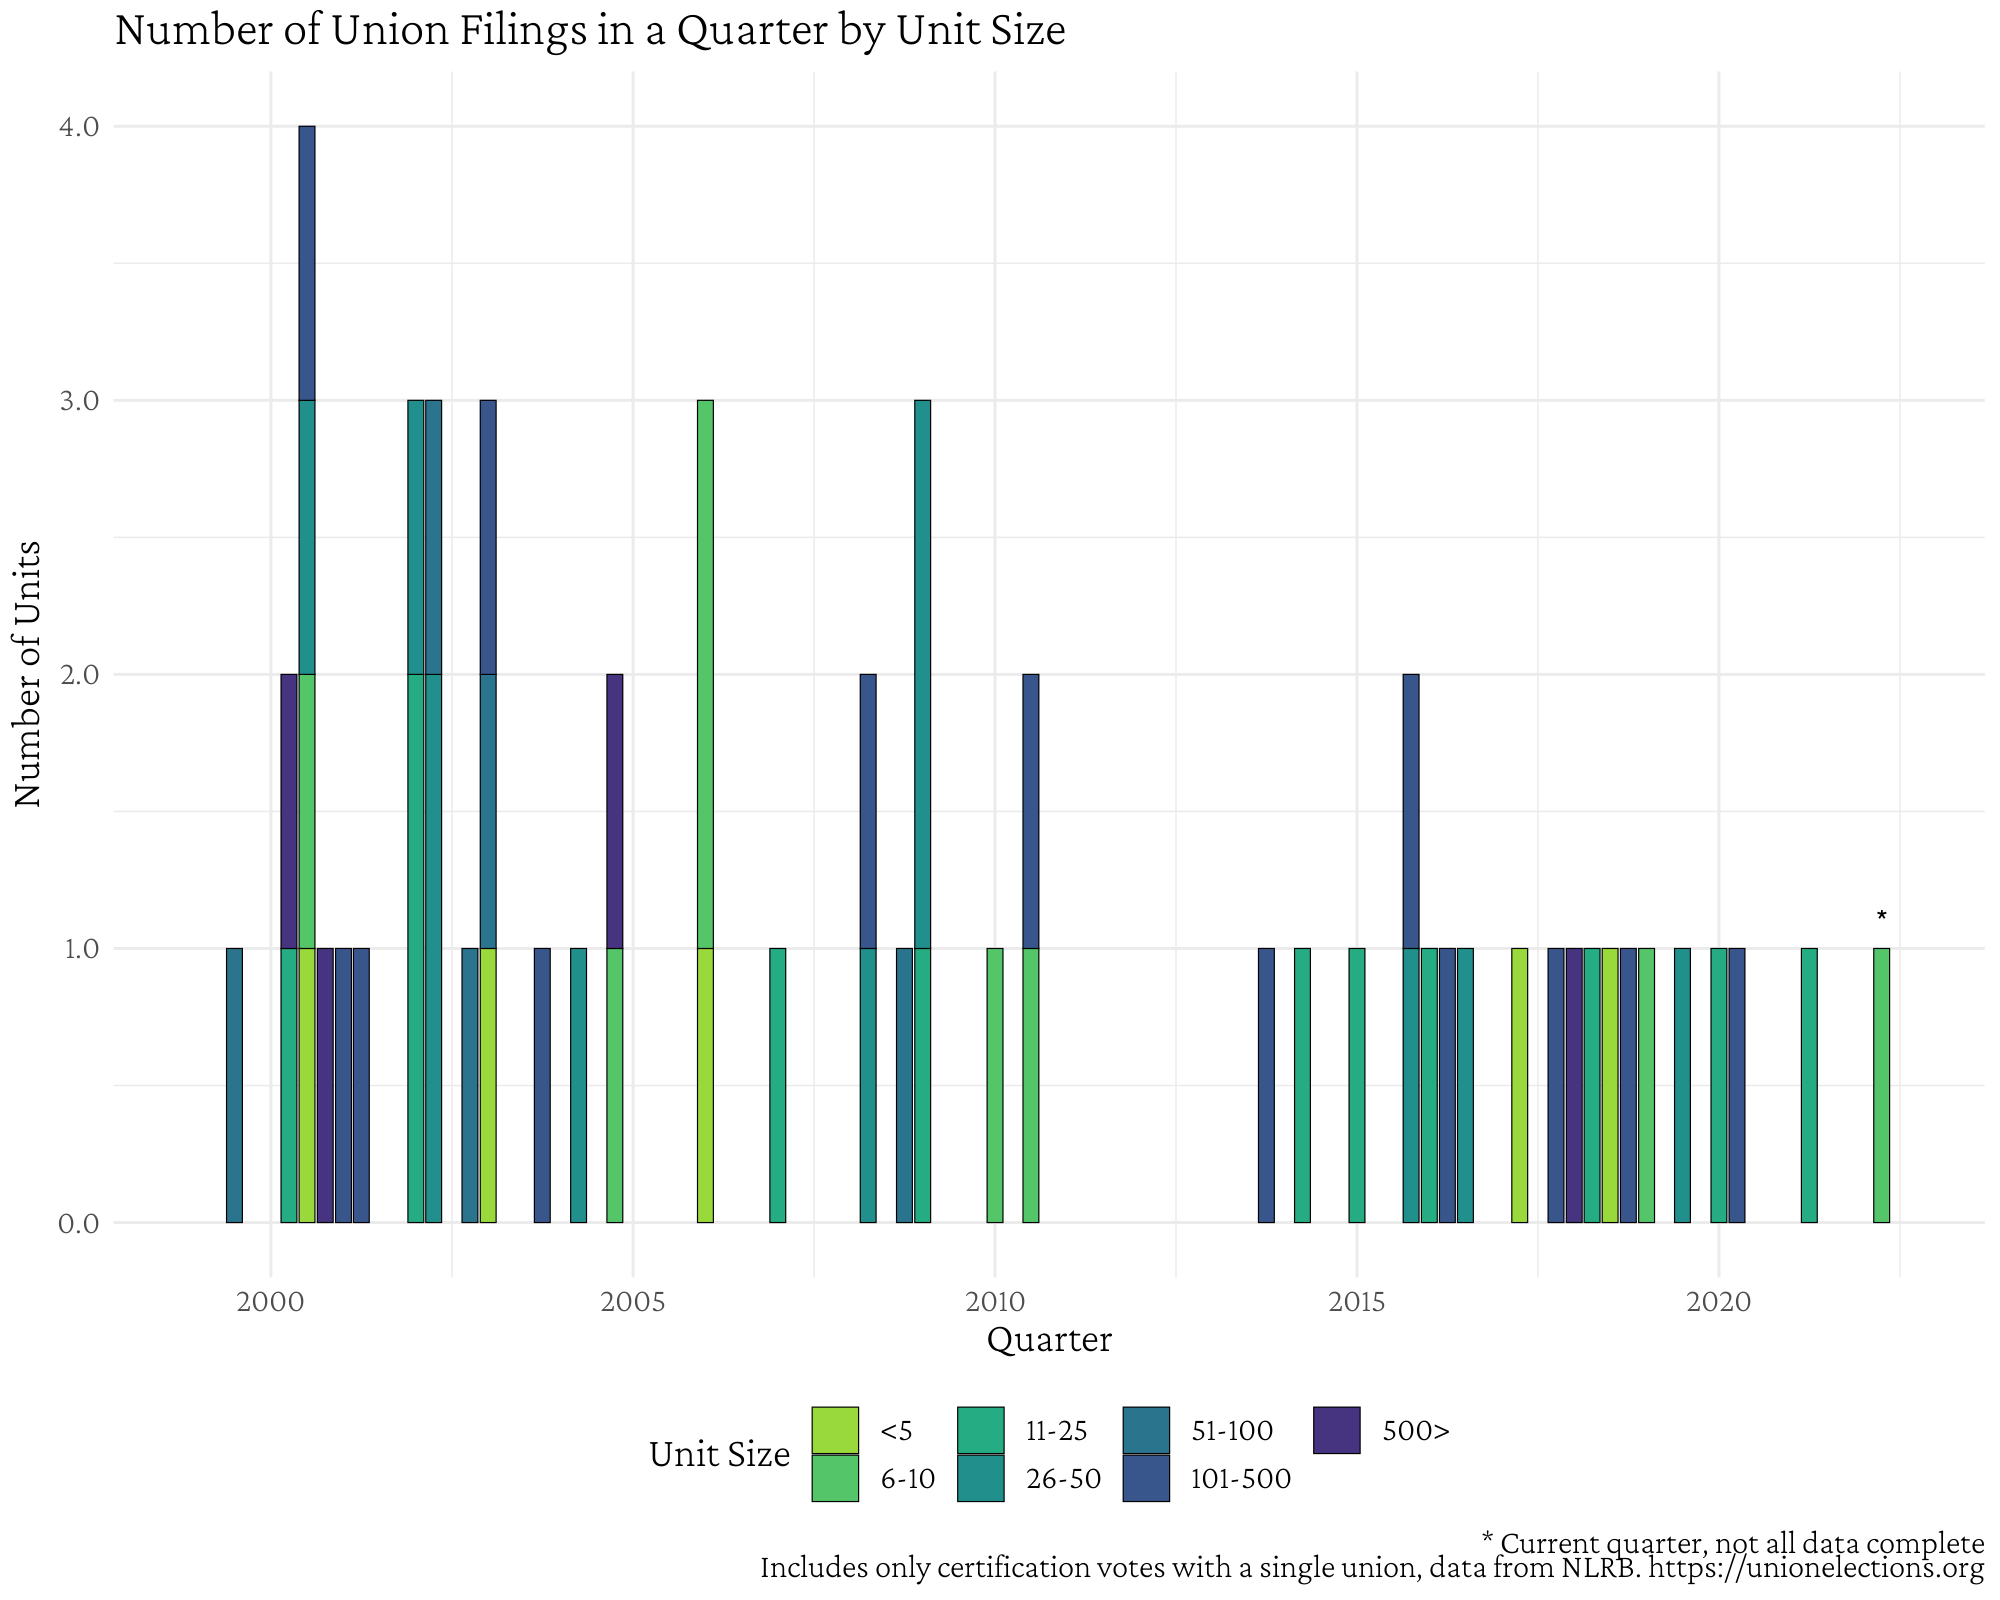 Number of Union Filings in a Quarter by Unit Size
Number of Units
4.0
3.0
2.0
1.0
0.0
*
2000 2005 2010 2015 2020
Quarter
Unit Size
<5 11-25 51-100 500>
6-10 26-50 101-500
* Current quarter, not all data complete
Includes only certification votes with a single union, data from NLRB. https://unionelections.org